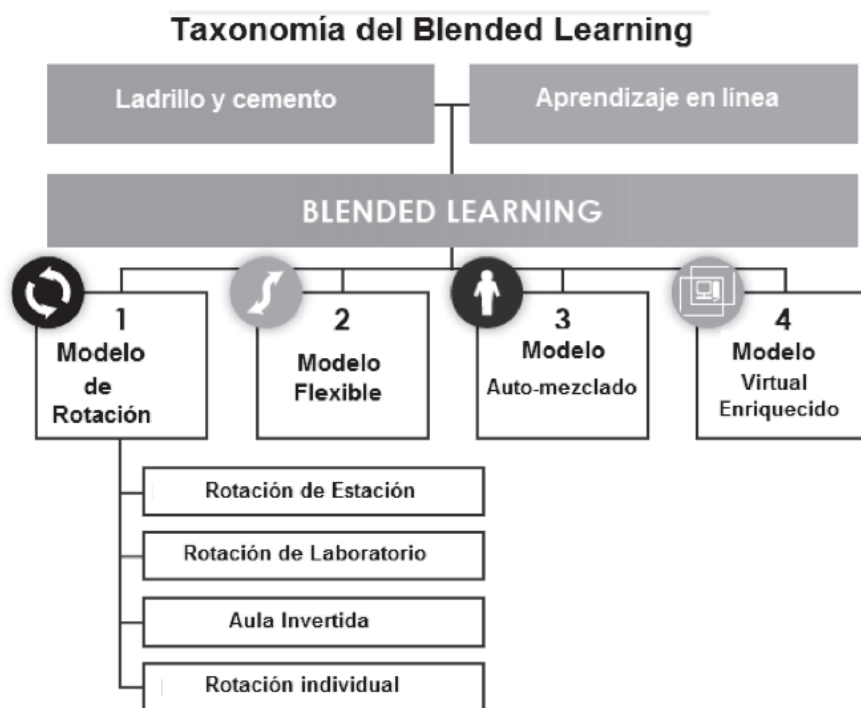 Taxonomía del Blended Learning
Ladrillo y cemento
Aprendizaje en línea
BLENDED LEARNING
1
Modelo
de
Rotación
2
Modelo
Flexible
3
Modelo
Auto-mezclado
4
Modelo
Virtual
Enriquecido
Rotación de Estación
Rotación de Laboratorio
Aula Invertida
Rotación individual